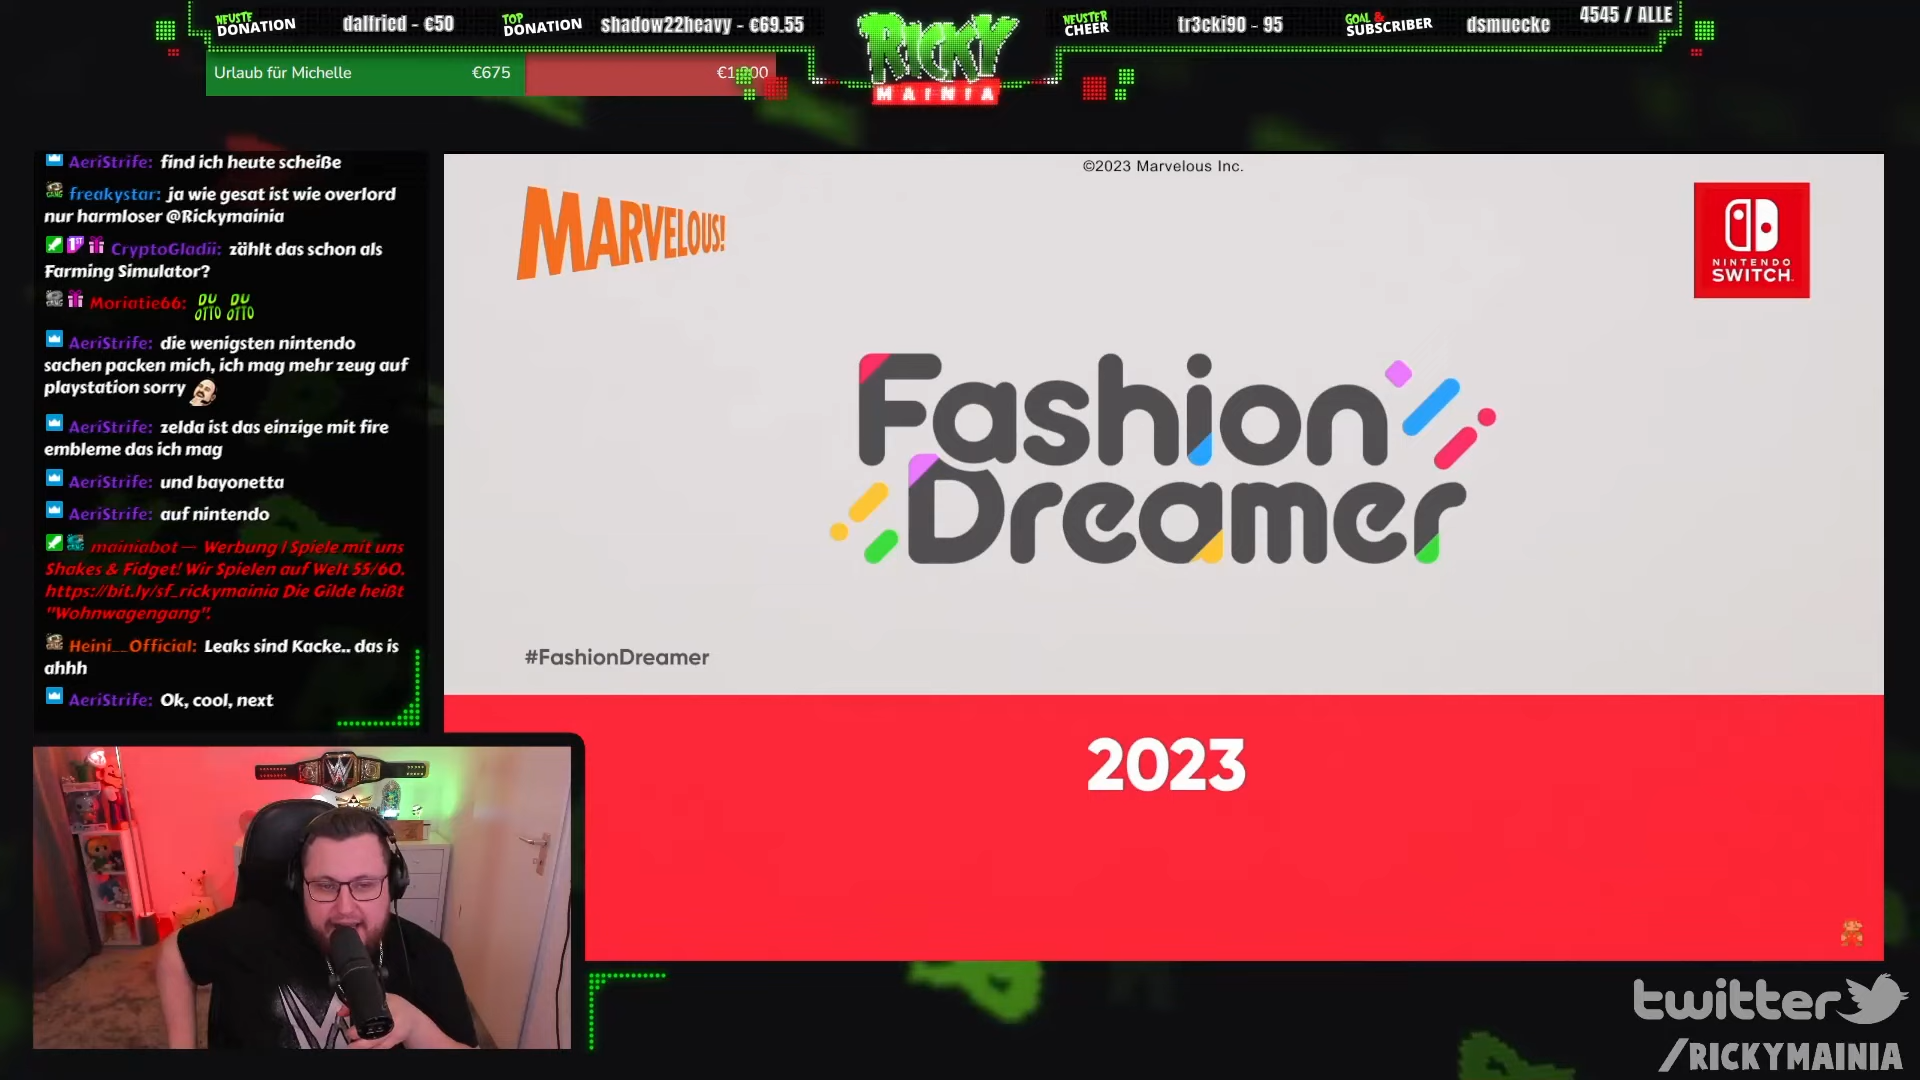 NEUSTE
DONATION
dalfried - €50
TOP
DONATION
shadow22heavy - €69.55
RICKY
MAINIA
NEUSTER
CHEER
tr3cki90 - 95
GOAL &
SUBSCRIBER
dsmuecke
4545 / ALLE
Urlaub für Michelle
€675
€1.000
AeriStrife: find ich heute scheiße
freakystar: ja wie gesat ist wie overlord
nur harmloser @Rickymainia
CryptoGladii: zählt das schon als
Farming Simulator?
Moriatie66: DU OTTO DU OTTO
AeriStrife: die wenigsten nintendo
sachen packen mich, ich mag mehr zeug auf
playstation sorry
AeriStrife: zelda ist das einzige mit fire
embleme das ich mag
AeriStrife: und bayonetta
AeriStrife: auf nintendo
mainiabot — Werbung | Spiele mit uns
Shakes & Fidget! Wir Spielen auf Welt 55/60.
https://bit.ly/sf_rickymainia Die Gilde heißt
"Wohnwagengang".
Heini__Official: Leaks sind Kacke.. das is
ahhh
AeriStrife: Ok, cool, next
©2023 Marvelous Inc.
MARVELOUS!
NINTENDO
SWITCH
Fashion
Dreamer
#FashionDreamer
2023
twitter
/RICKYMAINIA